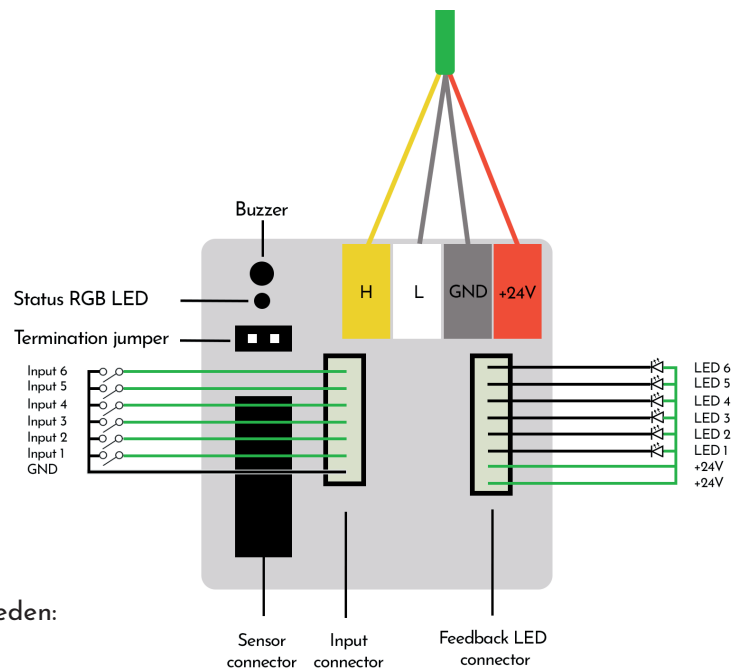 Buzzer
Status RGB LED
Termination jumper
H L GND +24V
Input 6
Input 5
Input 4
Input 3
Input 2
Input 1
GND
LED 6
LED 5
LED 4
LED 3
LED 2
LED 1
+24V
+24V
eden:
Sensor
connector
Input
connector
Feedback LED
connector